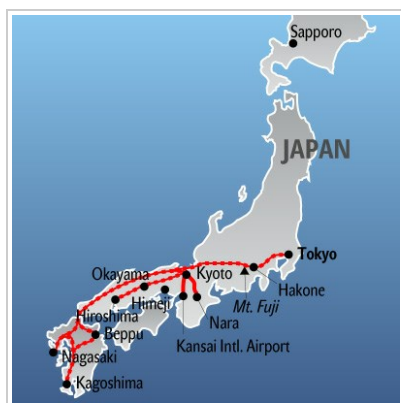 Sapporo
JAPAN
Tokyo
Okayama
Kyoto
Hakone
Himeji
Mt. Fuji
Hiroshima
Nara
Beppu
Kansai Intl. Airport
Nagasaki
Kagoshima